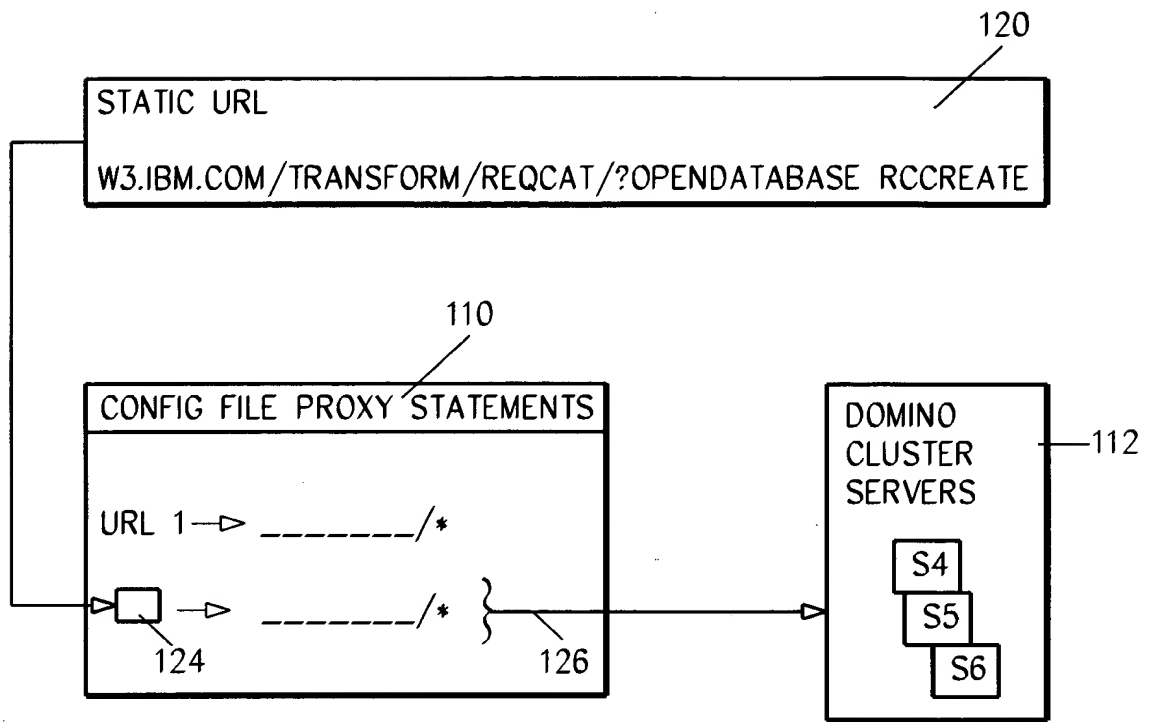 120
STATIC URL
W3.IBM.COM/TRANSFORM/REQCAT/?OPENDATABASE RCCREATE
110
CONFIG FILE PROXY STATEMENTS
URL 1 _______/*
_______/*
124
126
DOMINO
CLUSTER
SERVERS
112
S4
S5
S6